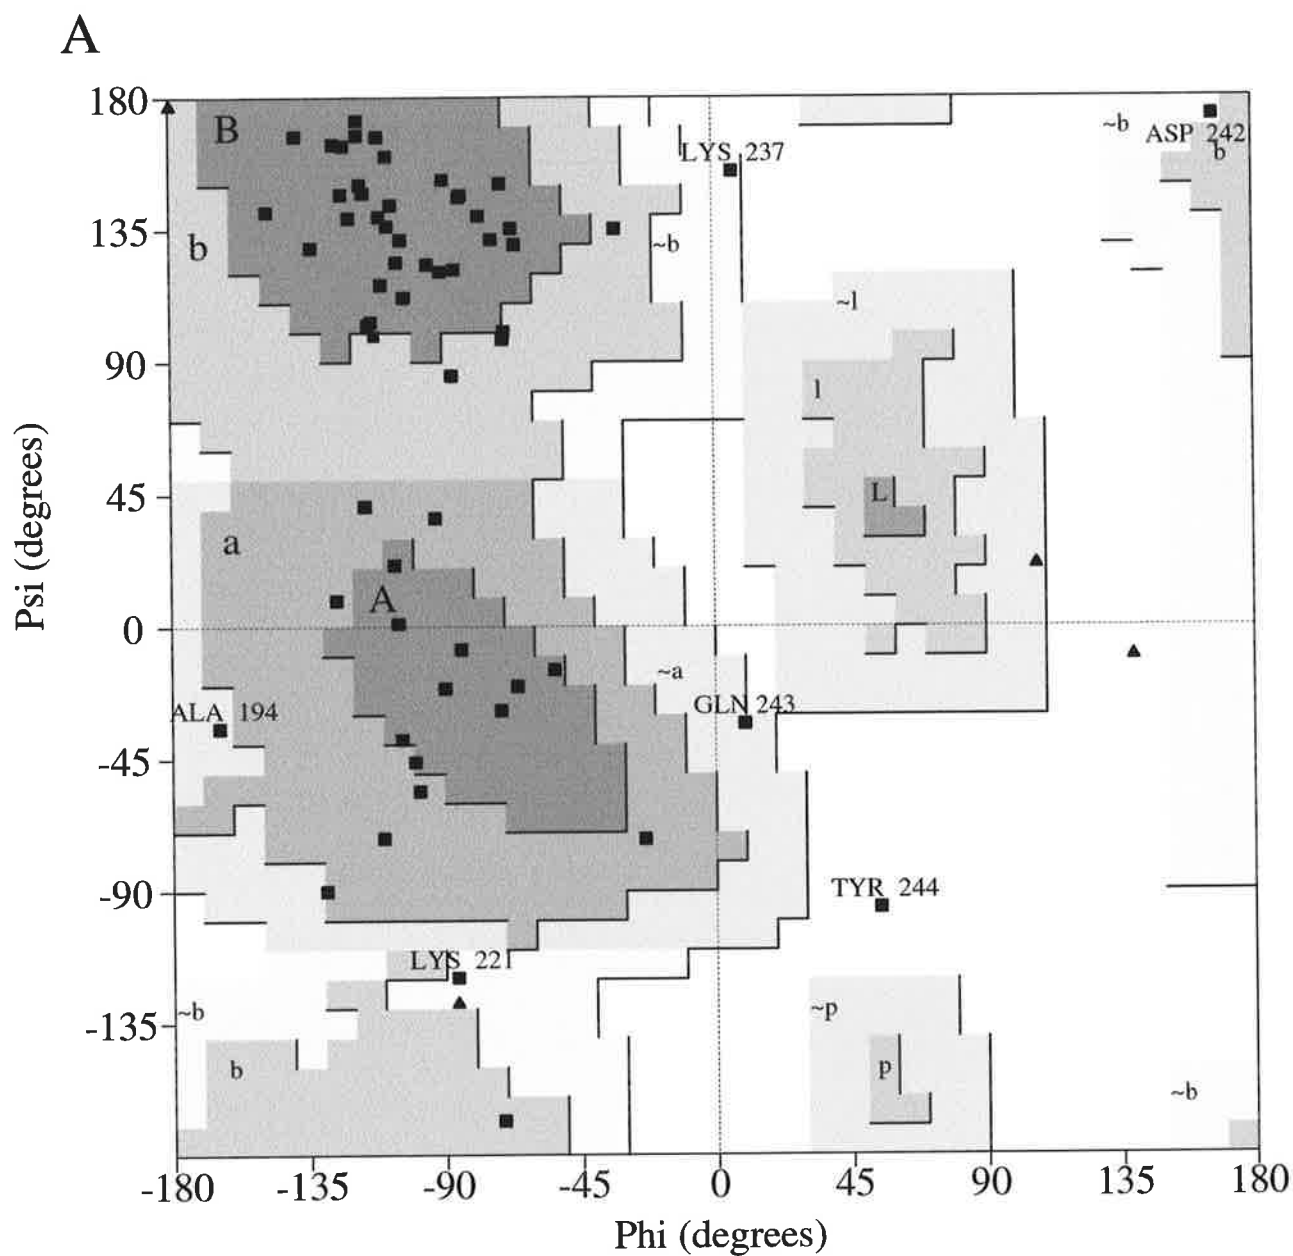 A
180
B
~b
ASP 242
b
LYS 237
135
b
~b
~l
90
l
45
L
a
Psi (degrees)
A
0
~a
ALA 194
GLN 243
-45
-90
TYR 244
LYS 221
~b
~p
-135
b
p
~b
-180 -135 -90 -45 0 45 90 135 180
Phi (degrees)